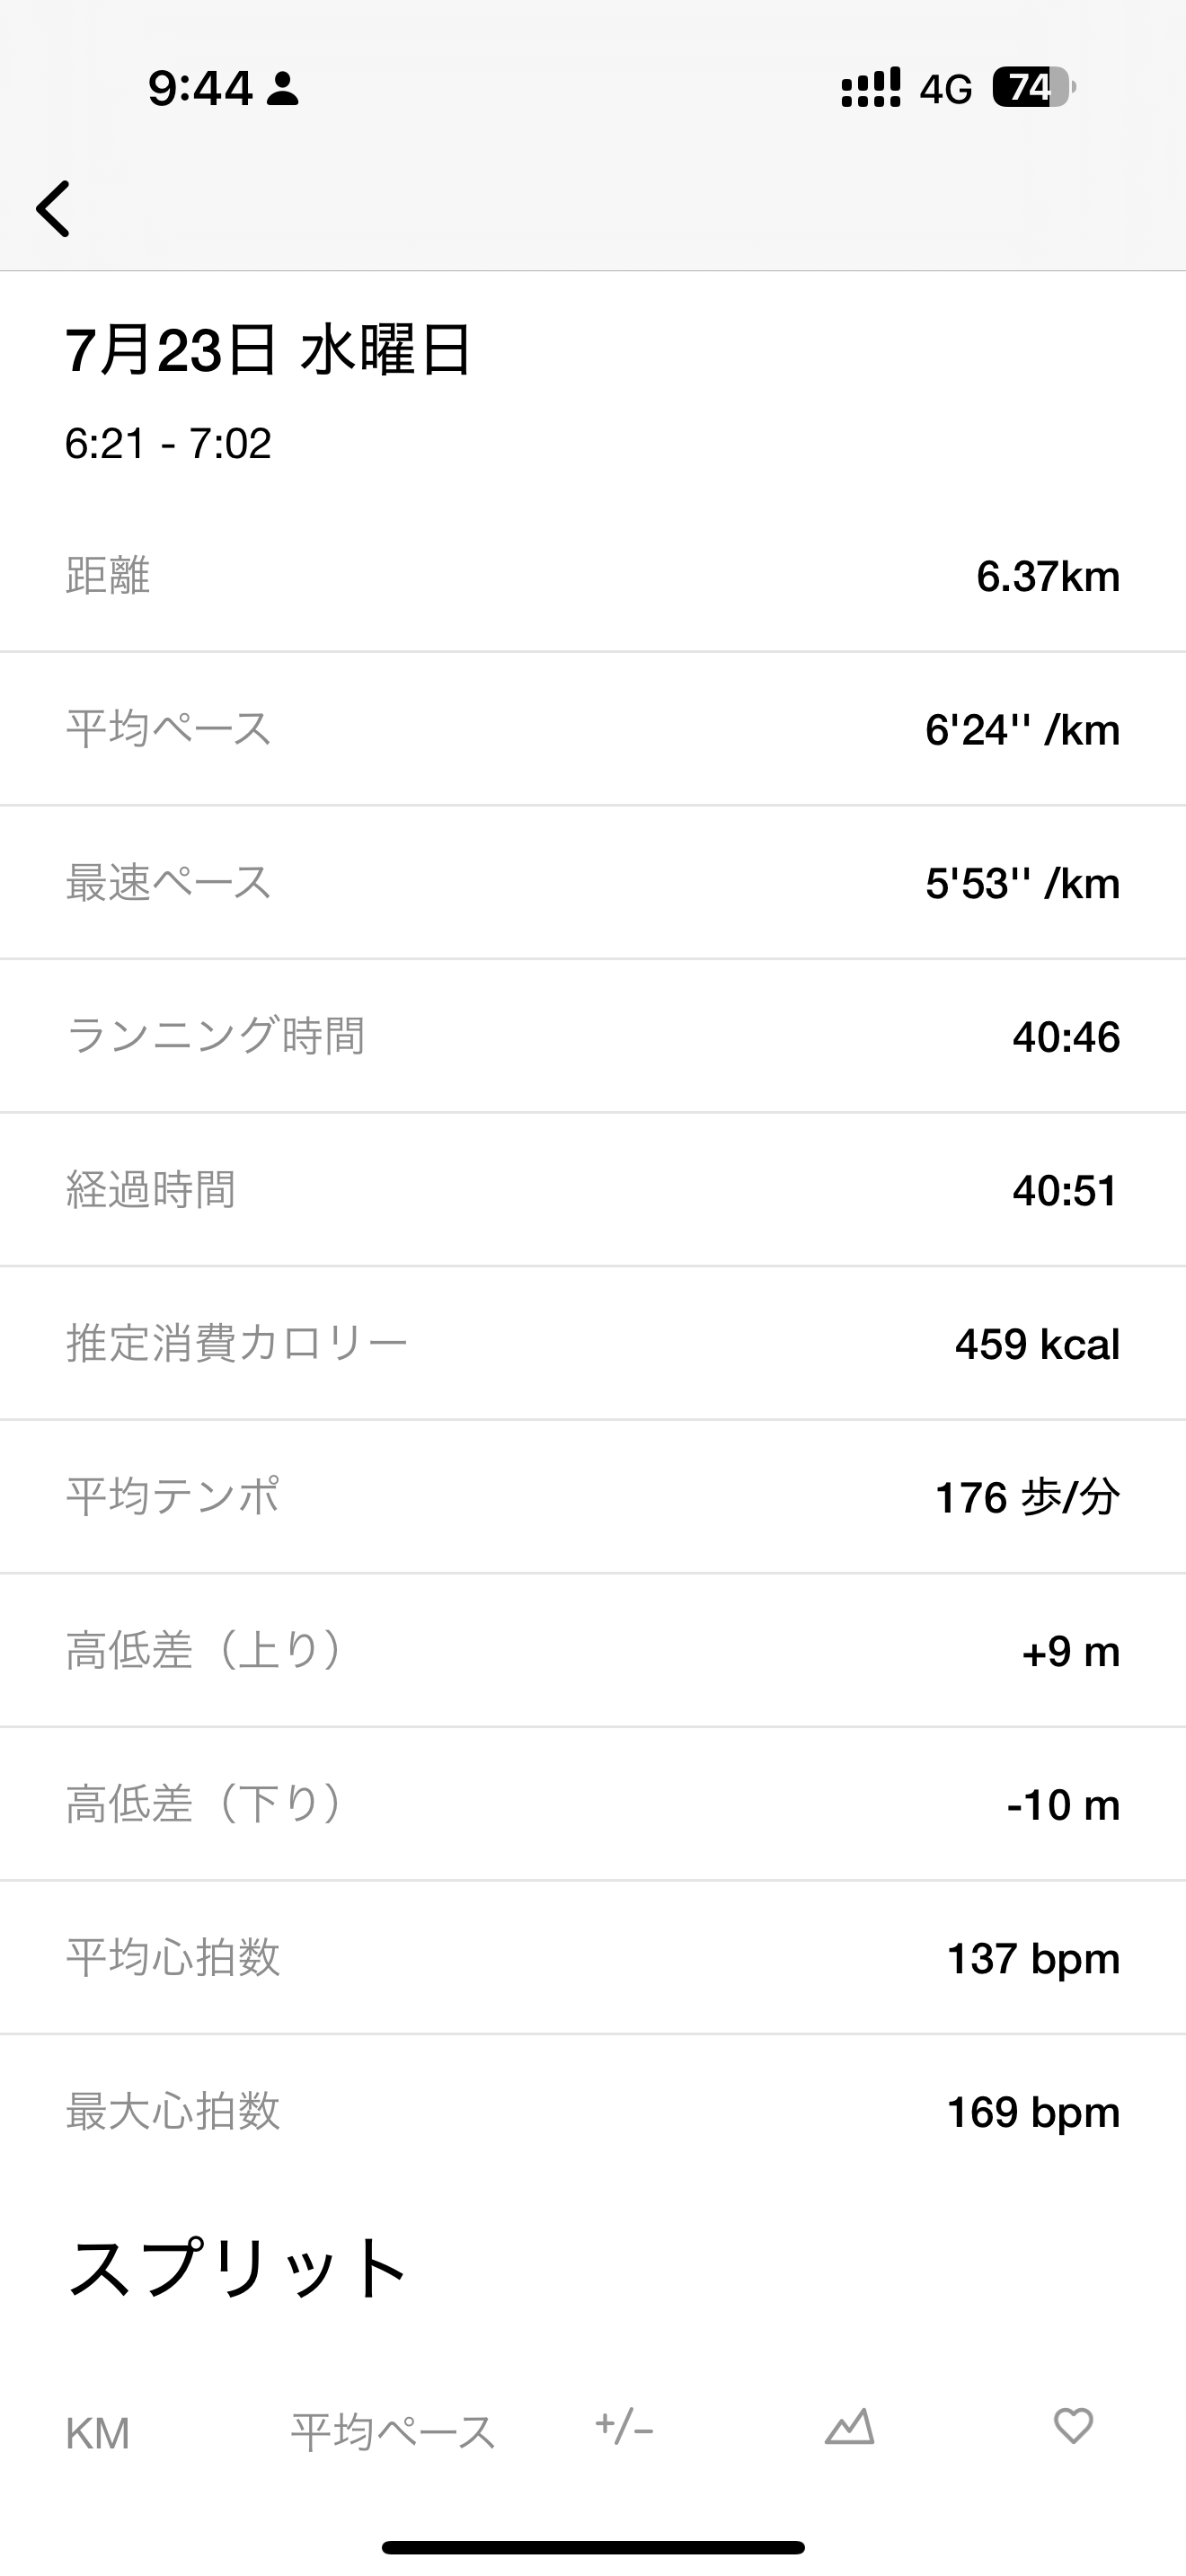 9:44 4G 74
7月23日 水曜日
6:21 - 7:02
距離 6.37km
平均ペース 6'24'' /km
最速ペース 5'53'' /km
ランニング時間 40:46
経過時間 40:51
推定消費カロリー 459 kcal
平均テンポ 176 歩/分
高低差（上り） +9 m
高低差（下り） -10 m
平均心拍数 137 bpm
最大心拍数 169 bpm
スプリット
KM 平均ペース +/-